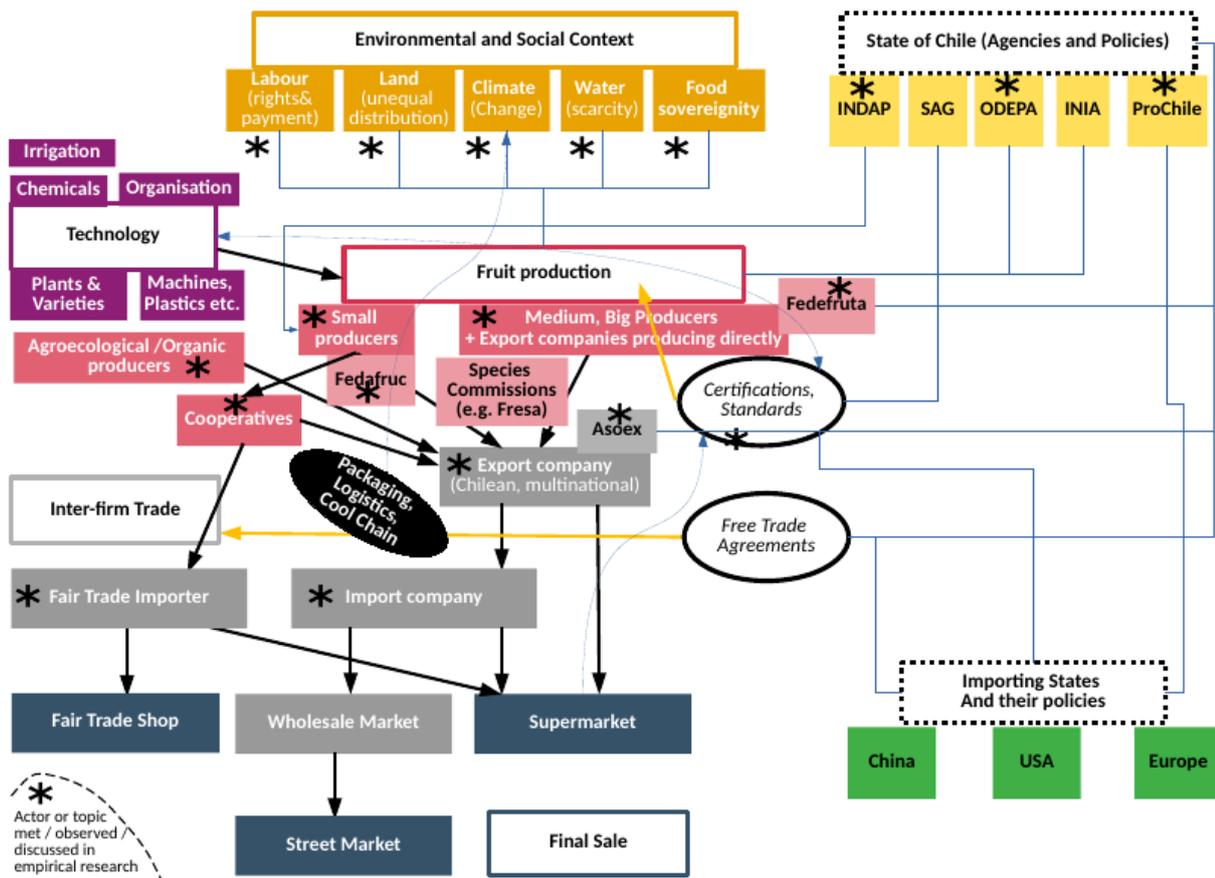 Environmental and Social Context
State of Chile (Agencies and Policies)
Labour
(rights&
payment)
Land
(unequal
distribution)
Climate
(Change)
Water
(scarcity)
Food
sovereignity
INDAP
SAG
ODEPA
INIA
ProChile
Irrigation
Chemicals
Organisation
Technology
Plants &
Varieties
Machines,
Plastics etc.
Fruit production
Fedefruta
Small
producers
Medium, Big Producers
+ Export companies producing directly
Agroecological /Organic
producers
Fedafruc
Species
Commissions
(e.g. Fresa)
Certifications,
Standards
Cooperatives
Asoex
Export company
(Chilean, multinational)
Packaging,
Logistics,
Cool Chain
Inter-firm Trade
Free Trade
Agreements
Fair Trade Importer
Import company
Importing States
And their policies
Fair Trade Shop
Wholesale Market
Supermarket
China
USA
Europe
Actor or topic
met / observed /
discussed in
empirical research
Street Market
Final Sale